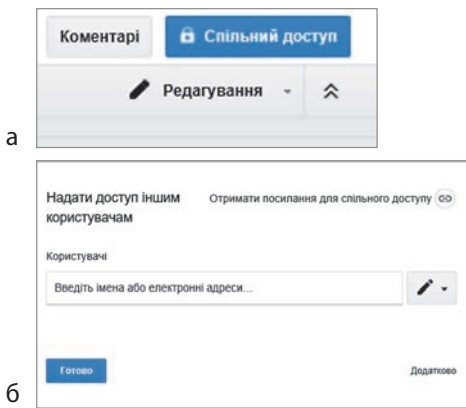 Коментарі Спільний доступ
Редагування
а
Надати доступ іншим користувачам
Отримати посилання для спільного доступу
Користувачі
Введіть імена або електронні адреси...
Готово Додатково
б